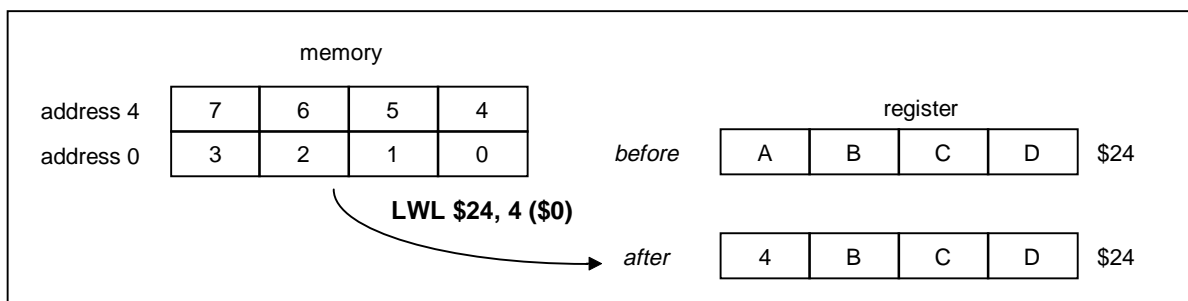 memory
address 4 7 6 5 4
register
address 0 3 2 1 0
before A B C D $24
LWL $24, 4 ($0)
after 4 B C D $24